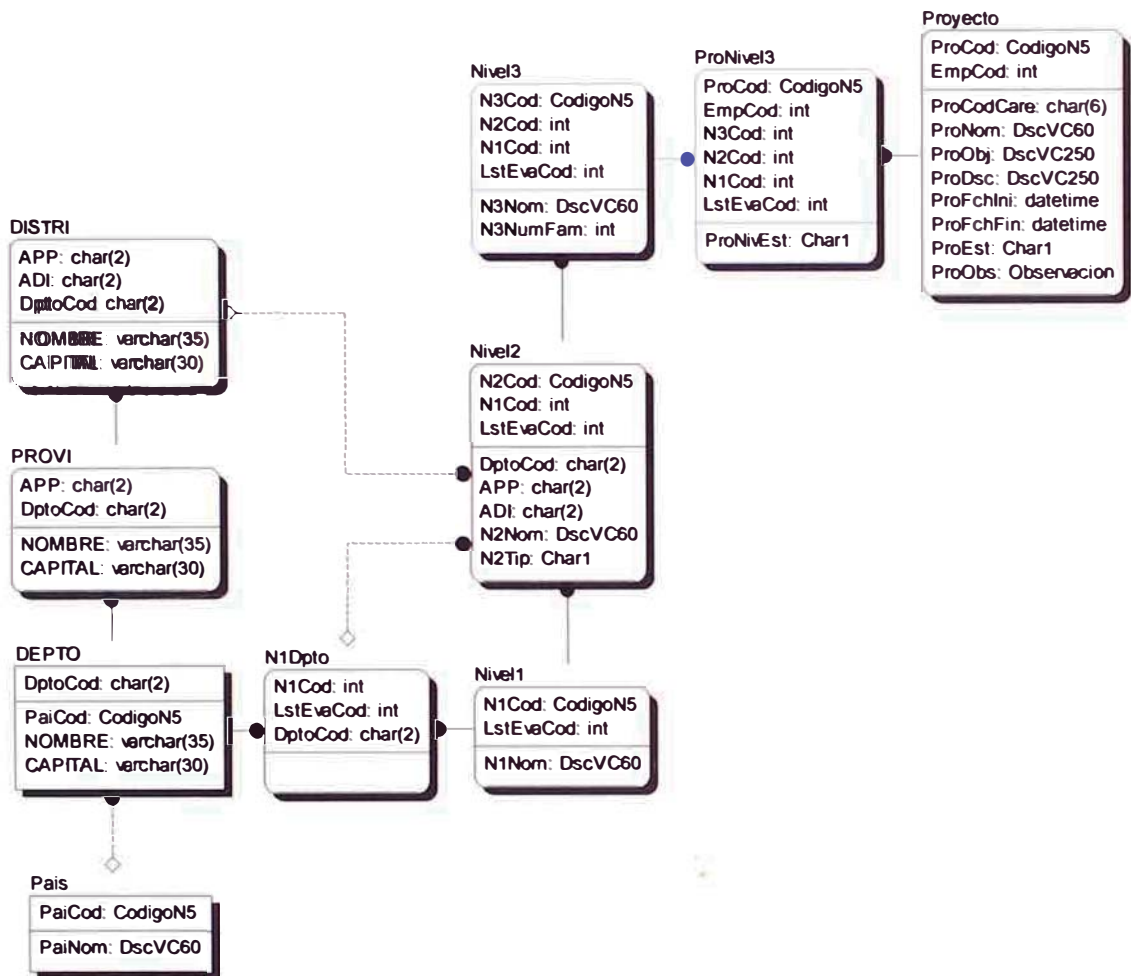 Proyecto
ProCod: CodigoN5
EmpCod: int
ProCodCare: char(6)
ProNom: DscVC60
ProObj: DscVC250
ProDsc: DscVC250
ProFchIni: datetime
ProFchFin: datetime
ProEst: Char1
ProObs: Observacion
ProNivel3
ProCod: CodigoN5
EmpCod: int
N3Cod: int
N2Cod: int
N1Cod: int
LstEvaCod: int
ProNivEst: Char1
Nivel3
N3Cod: CodigoN5
N2Cod: int
N1Cod: int
LstEvaCod: int
N3Nom: DscVC60
N3NumFam: int
DISTRI
APP: char(2)
ADI: char(2)
DptoCod: char(2)
NOMBRE: varchar(35)
CAPITAL: varchar(30)
Nivel2
N2Cod: CodigoN5
N1Cod: int
LstEvaCod: int
DptoCod: char(2)
APP: char(2)
ADI: char(2)
N2Nom: DscVC60
N2Tip: Char1
PROVI
APP: char(2)
DptoCod: char(2)
NOMBRE: varchar(35)
CAPITAL: varchar(30)
DEPTO
DptoCod: char(2)
PaiCod: CodigoN5
NOMBRE: varchar(35)
CAPITAL: varchar(30)
N1Dpto
N1Cod: int
LstEvaCod: int
DptoCod: char(2)
Nivel1
N1Cod: CodigoN5
LstEvaCod: int
N1Nom: DscVC60
Pais
PaiCod: CodigoN5
PaiNom: DscVC60